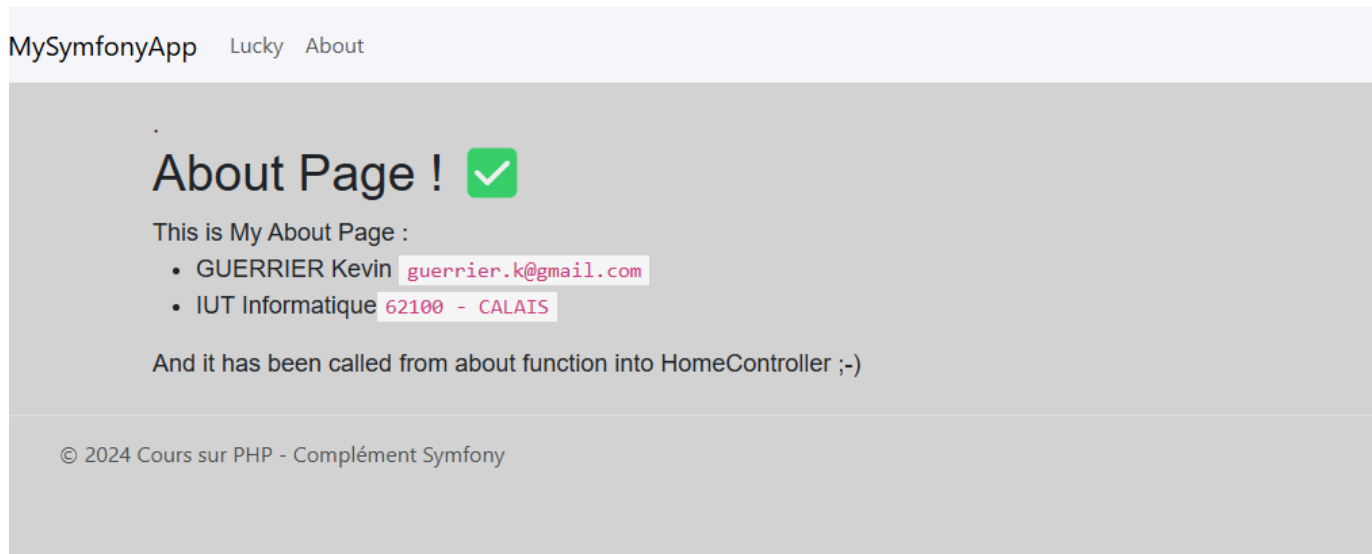 MySymfonyApp Lucky About
.
About Page ! ✅
This is My About Page :
• GUERRIER Kevin guerrier.k@gmail.com
• IUT Informatique 62100 - CALAIS
And it has been called from about function into HomeController ;-)
© 2024 Cours sur PHP - Complément Symfony